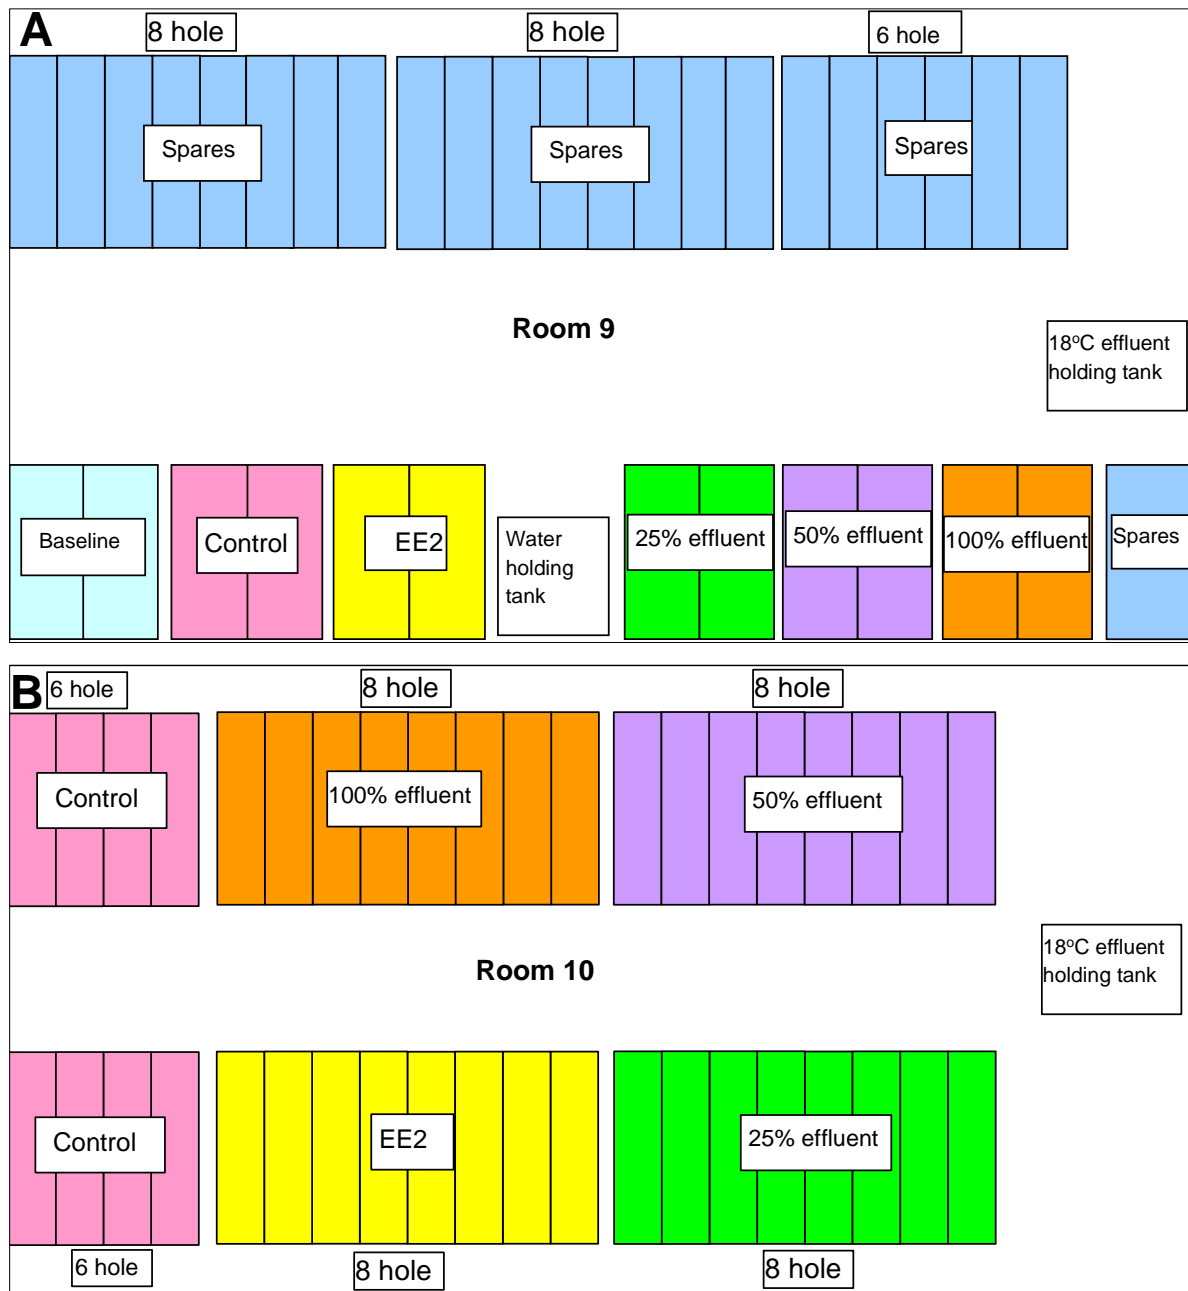 A
8 hole
8 hole
6 hole
Spares
Spares
Spares
Room 9
18°C effluent
holding tank
Baseline
Control
EE2
Water
holding
tank
25% effluent
50% effluent
100% effluent
Spares
B
6 hole
8 hole
8 hole
Control
100% effluent
50% effluent
Room 10
18°C effluent
holding tank
Control
EE2
25% effluent
6 hole
8 hole
8 hole